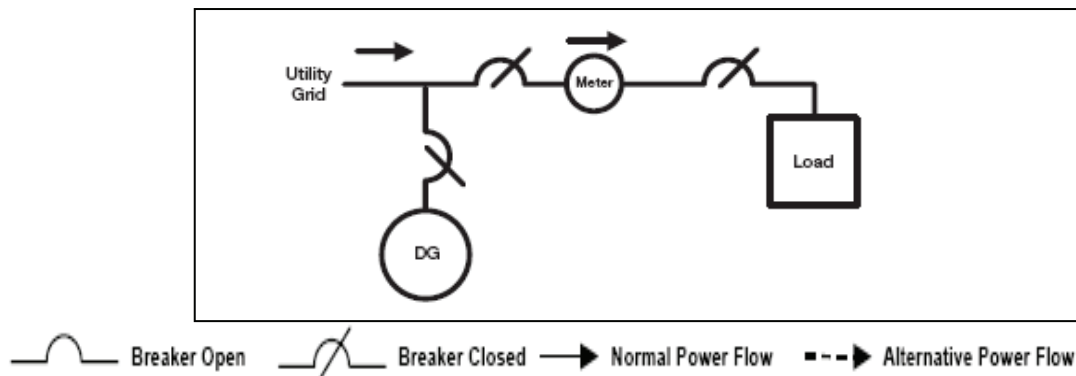 Utility
Grid
Meter
Load
DG
Breaker Open
Breaker Closed
Normal Power Flow
Alternative Power Flow